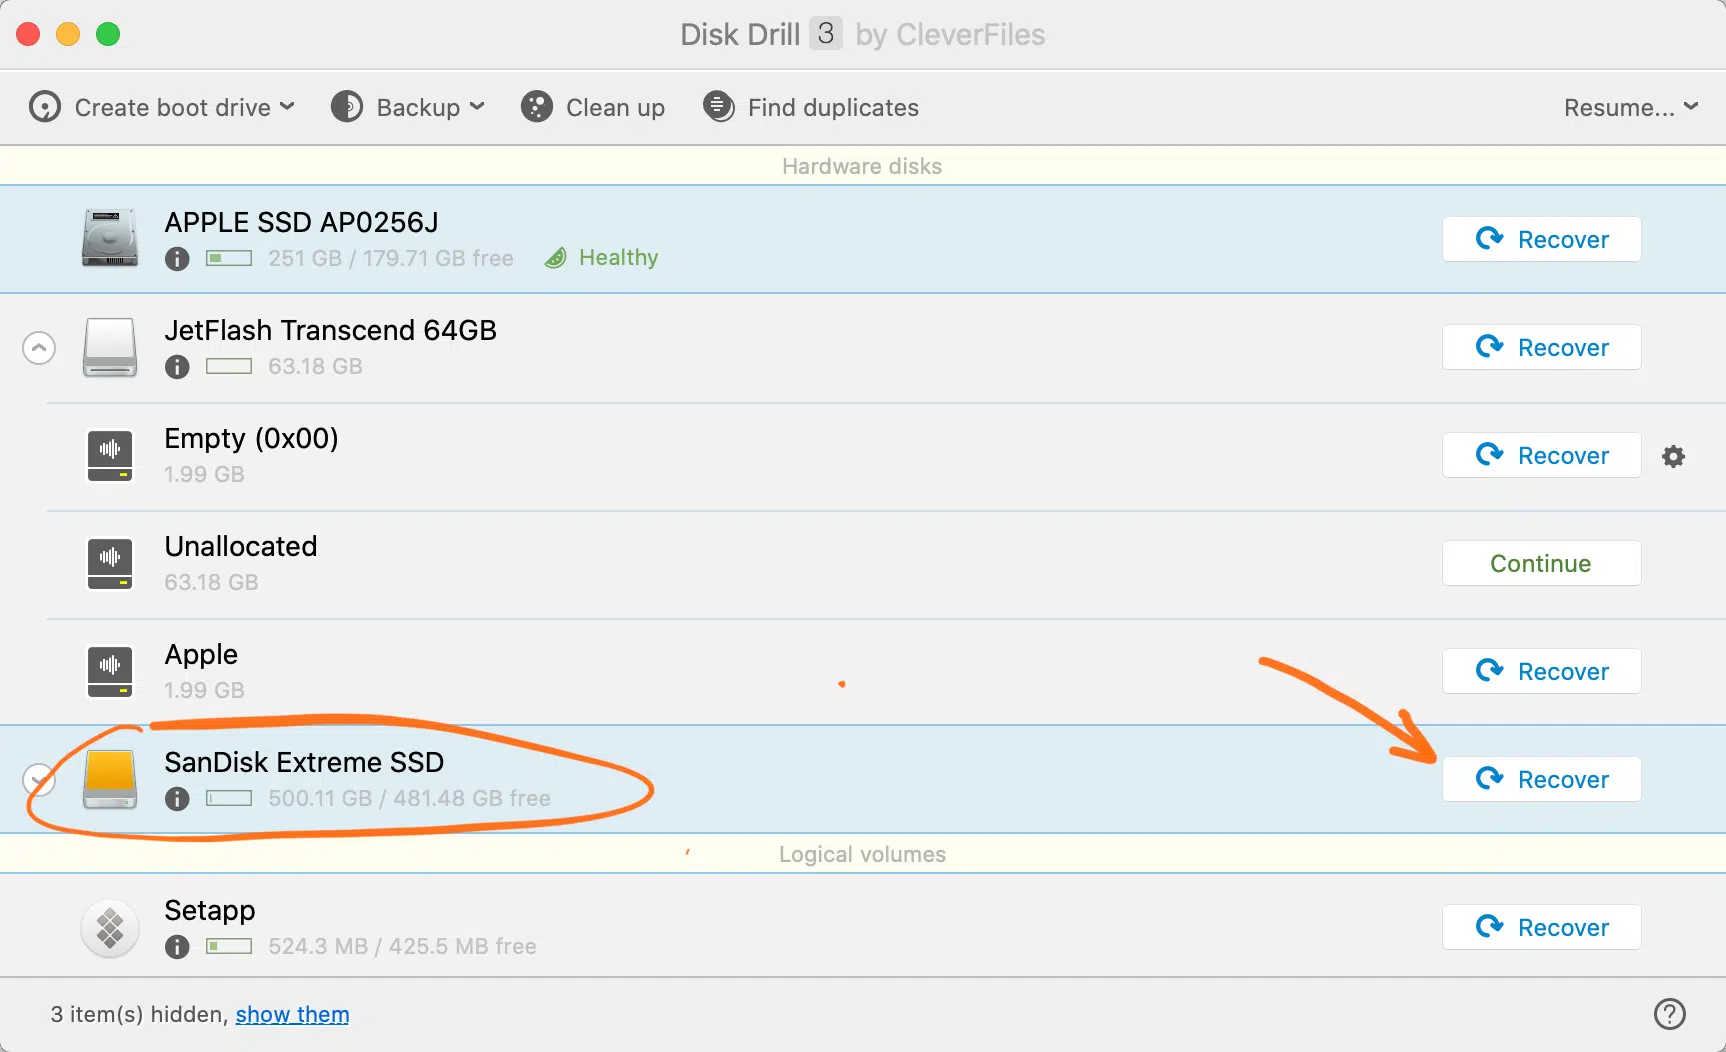 Disk Drill 3 by CleverFiles
Create boot drive Backup Clean up Find duplicates Resume...
Hardware disks
APPLE SSD AP0256J
251 GB / 179.71 GB free Healthy
Recover
JetFlash Transcend 64GB
63.18 GB
Recover
Empty (0x00)
1.99 GB
Recover
Unallocated
63.18 GB
Continue
Apple
1.99 GB
Recover
SanDisk Extreme SSD
500.11 GB / 481.48 GB free
Recover
Logical volumes
Setapp
524.3 MB / 425.5 MB free
Recover
3 item(s) hidden, show them